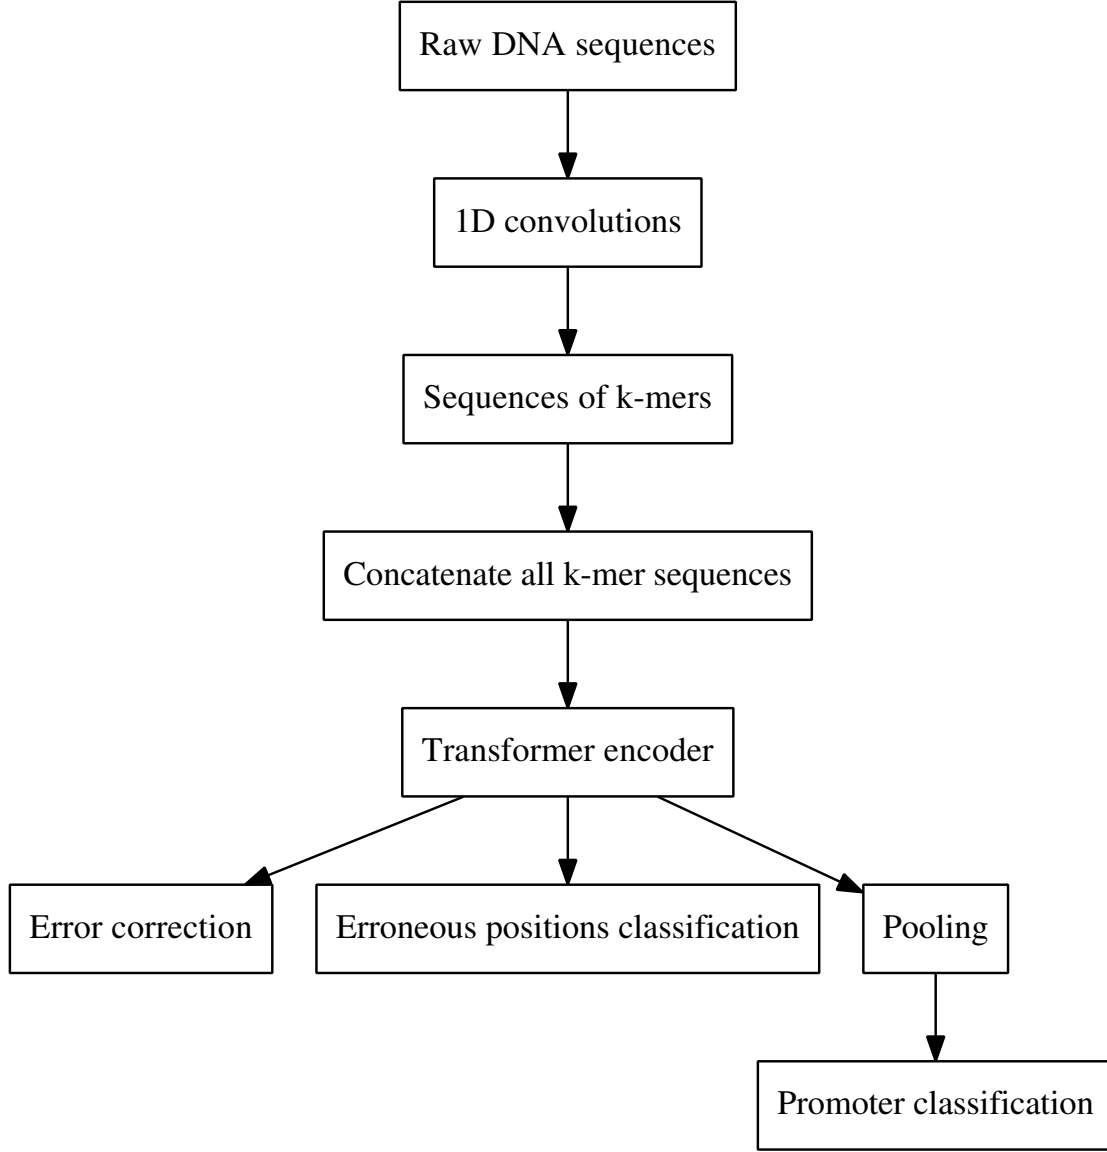 Raw DNA sequences
1D convolutions
Sequences of k-mers
Concatenate all k-mer sequences
Transformer encoder
Error correction
Erroneous positions classification
Pooling
Promoter classification